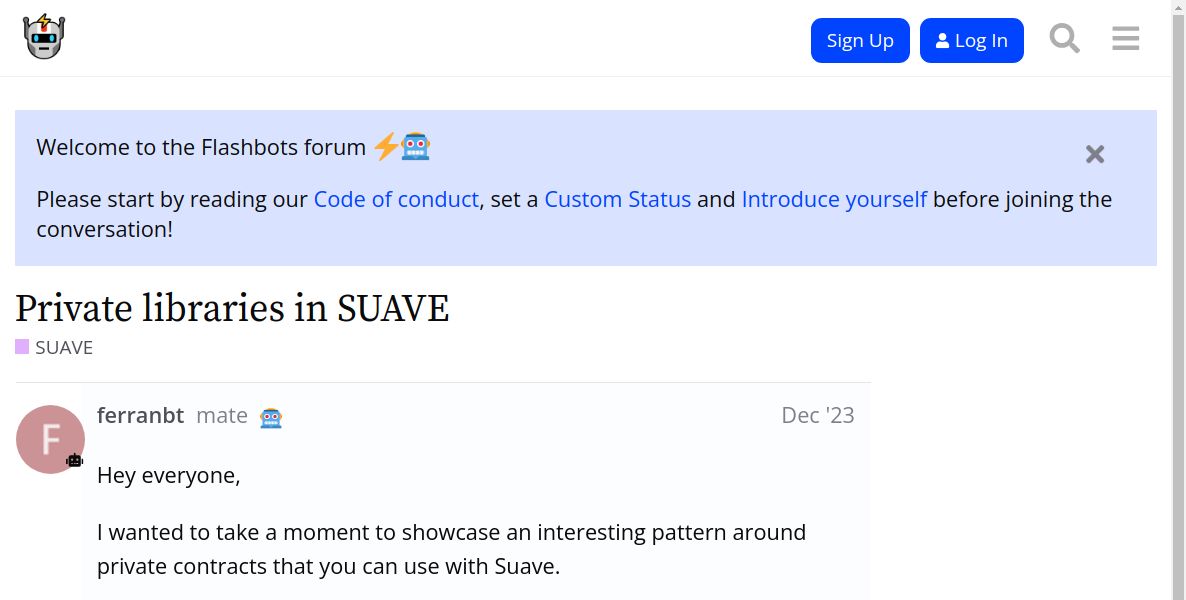 Sign Up
Log In
Welcome to the Flashbots forum ⚡🤖
Please start by reading our Code of conduct, set a Custom Status and Introduce yourself before joining the
conversation!
Private libraries in SUAVE
SUAVE
F
ferranbt mate 🤖 Dec '23
Hey everyone,
I wanted to take a moment to showcase an interesting pattern around
private contracts that you can use with Suave.